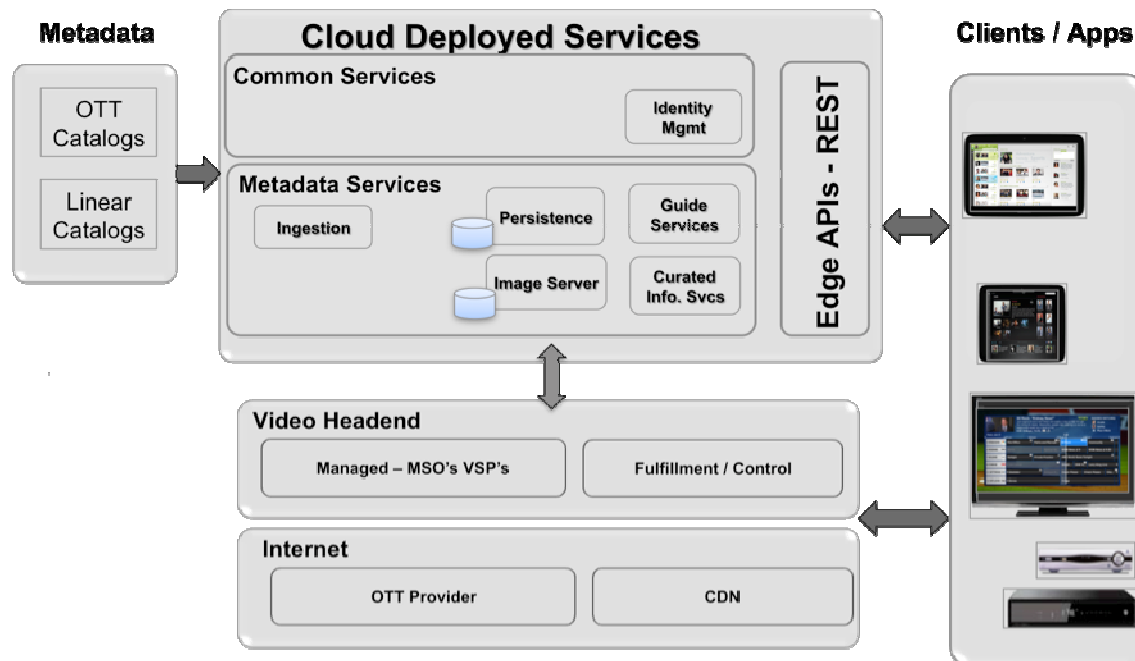 Metadata
OTT
Catalogs
Linear
Catalogs
Cloud Deployed Services
Common Services
Identity
Mgmt
Metadata Services
Ingestion
Persistence
Image Server
Guide
Services
Curated
Info. Svcs
Edge APIs - REST
Video Headend
Managed – MSO's VSP's
Fulfillment / Control
Internet
OTT Provider
CDN
Clients / Apps